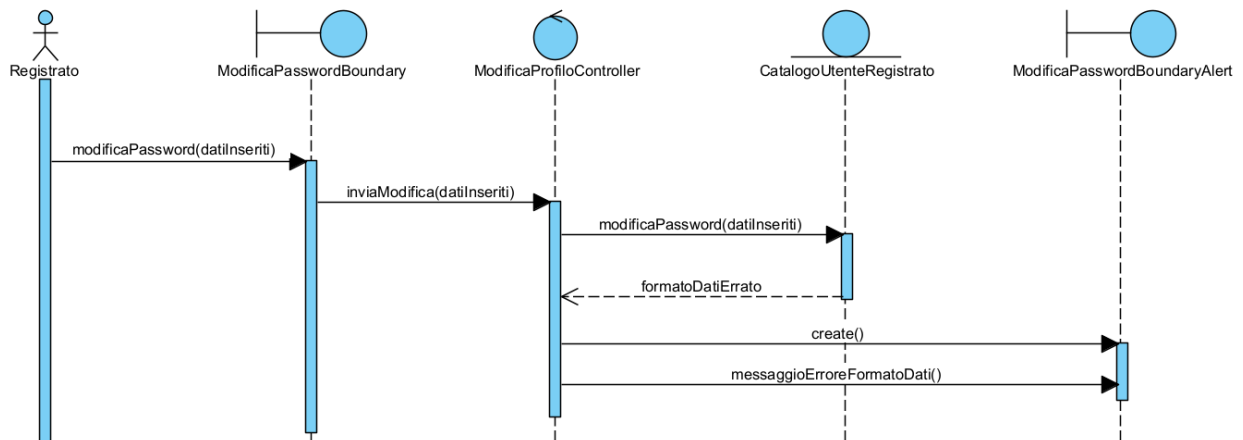 Registrato
ModificaPasswordBoundary
ModificaProfiloController
CatalogoUtenteRegistrato
ModificaPasswordBoundaryAlert
modificaPassword(datiInseriti)
inviaModifica(datiInseriti)
modificaPassword(datiInseriti)
formatoDatiErrato
create()
messaggioErroreFormatoDati()